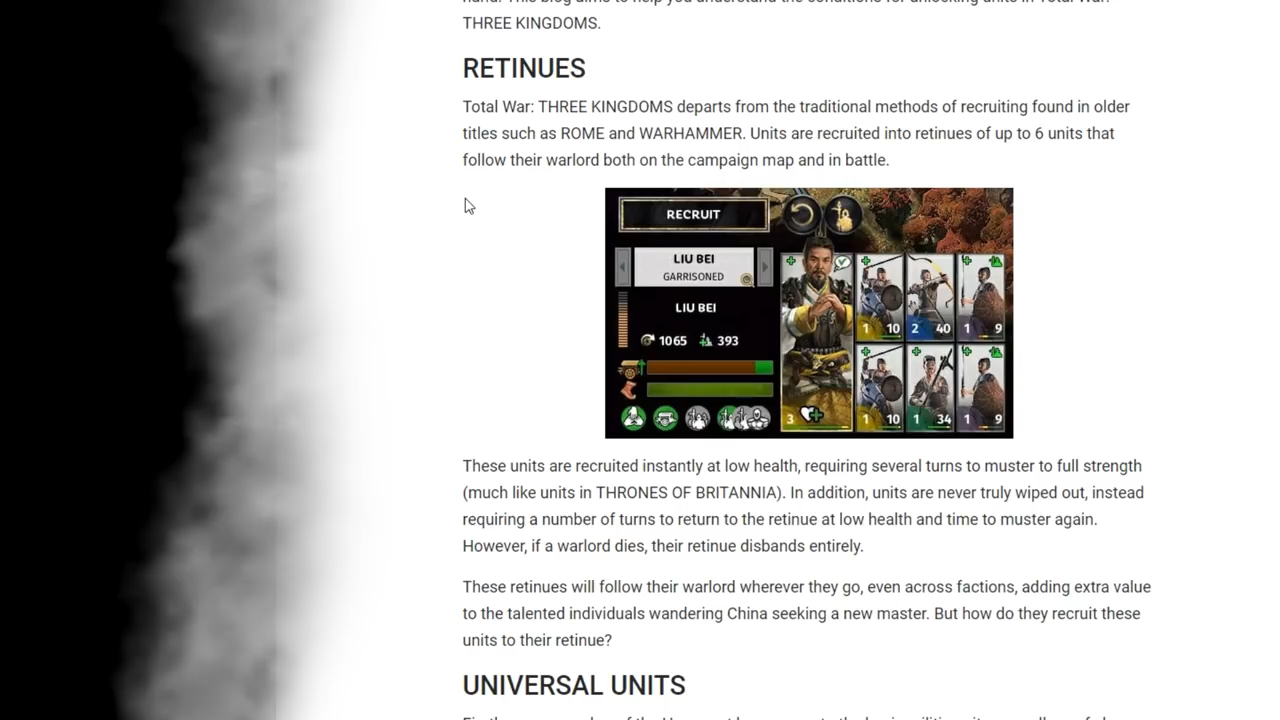 THREE KINGDOMS.
RETINUES
Total War: THREE KINGDOMS departs from the traditional methods of recruiting found in older
titles such as ROME and WARHAMMER. Units are recruited into retinues of up to 6 units that
follow their warlord both on the campaign map and in battle.
RECRUIT
LIU BEI
GARRISONED
LIU BEI
1065 393
3
1 10 2 40 1 9
1 10 1 34 1 9
These units are recruited instantly at low health, requiring several turns to muster to full strength
(much like units in THRONES OF BRITANNIA). In addition, units are never truly wiped out, instead
requiring a number of turns to return to the retinue at low health and time to muster again.
However, if a warlord dies, their retinue disbands entirely.
These retinues will follow their warlord wherever they go, even across factions, adding extra value
to the talented individuals wandering China seeking a new master. But how do they recruit these
units to their retinue?
UNIVERSAL UNITS